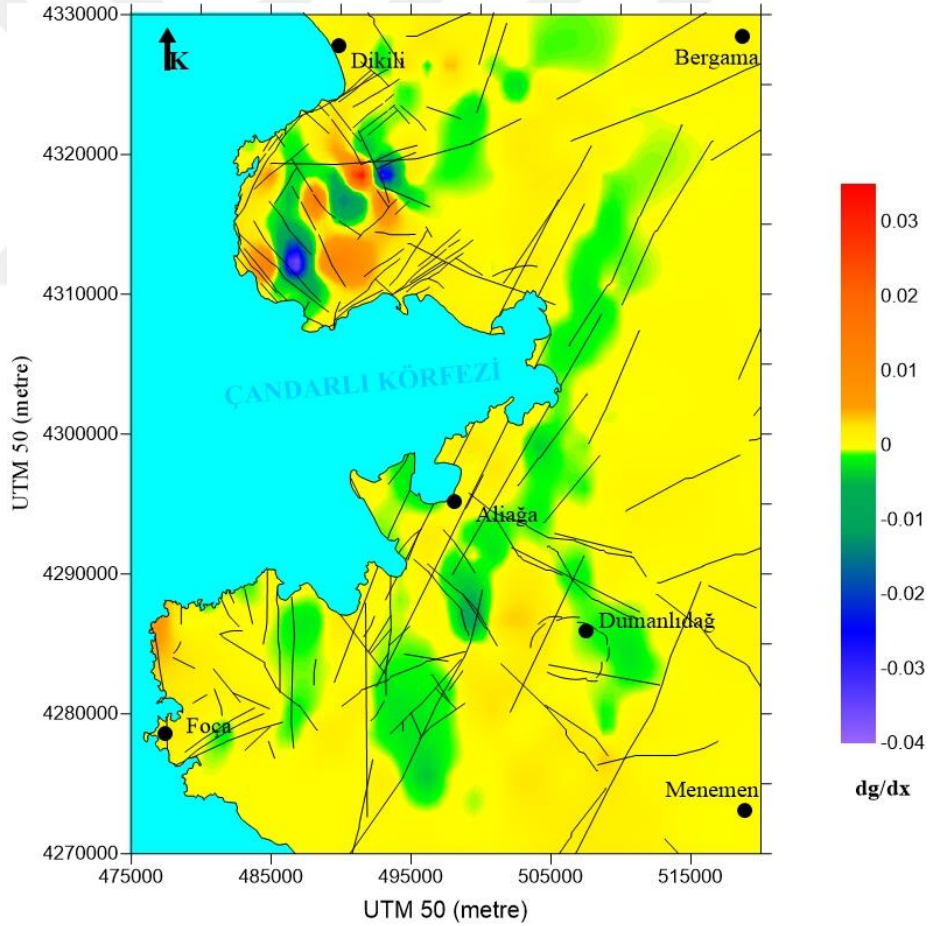 4330000
K
Dikili
Bergama
4320000
4310000
ÇANDARLI KÖRFEZİ
4300000
Aliağa
4290000
Dumanlıdağ
4280000
Foça
Menemen
4270000
475000
485000
495000
505000
515000
UTM 50 (metre)
UTM 50 (metre)
0.03
0.02
0.01
0
-0.01
-0.02
-0.03
-0.04
dg/dx